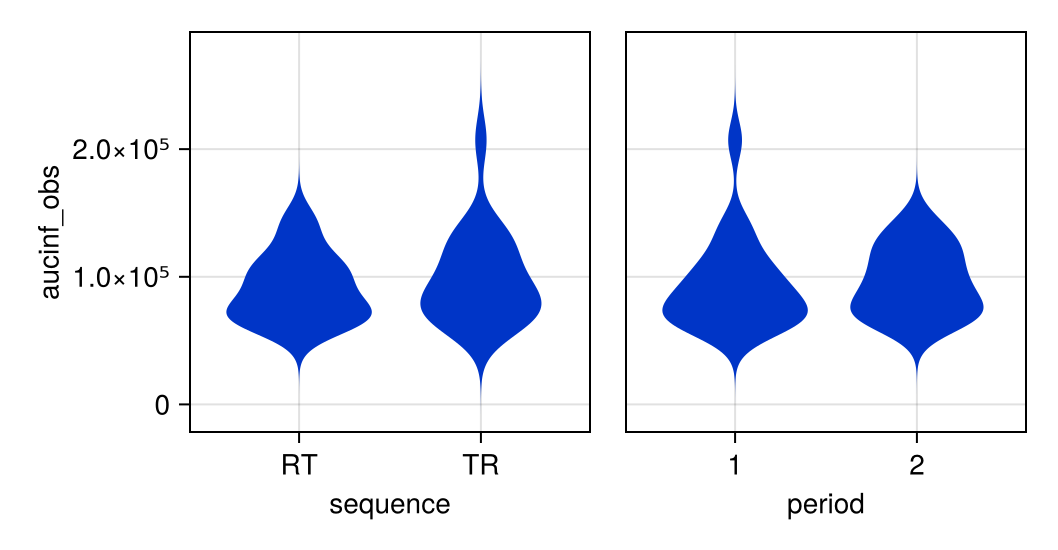 aucinf_obs
2.0×10⁵
1.0×10⁵
0
RT TR
sequence
1 2
period